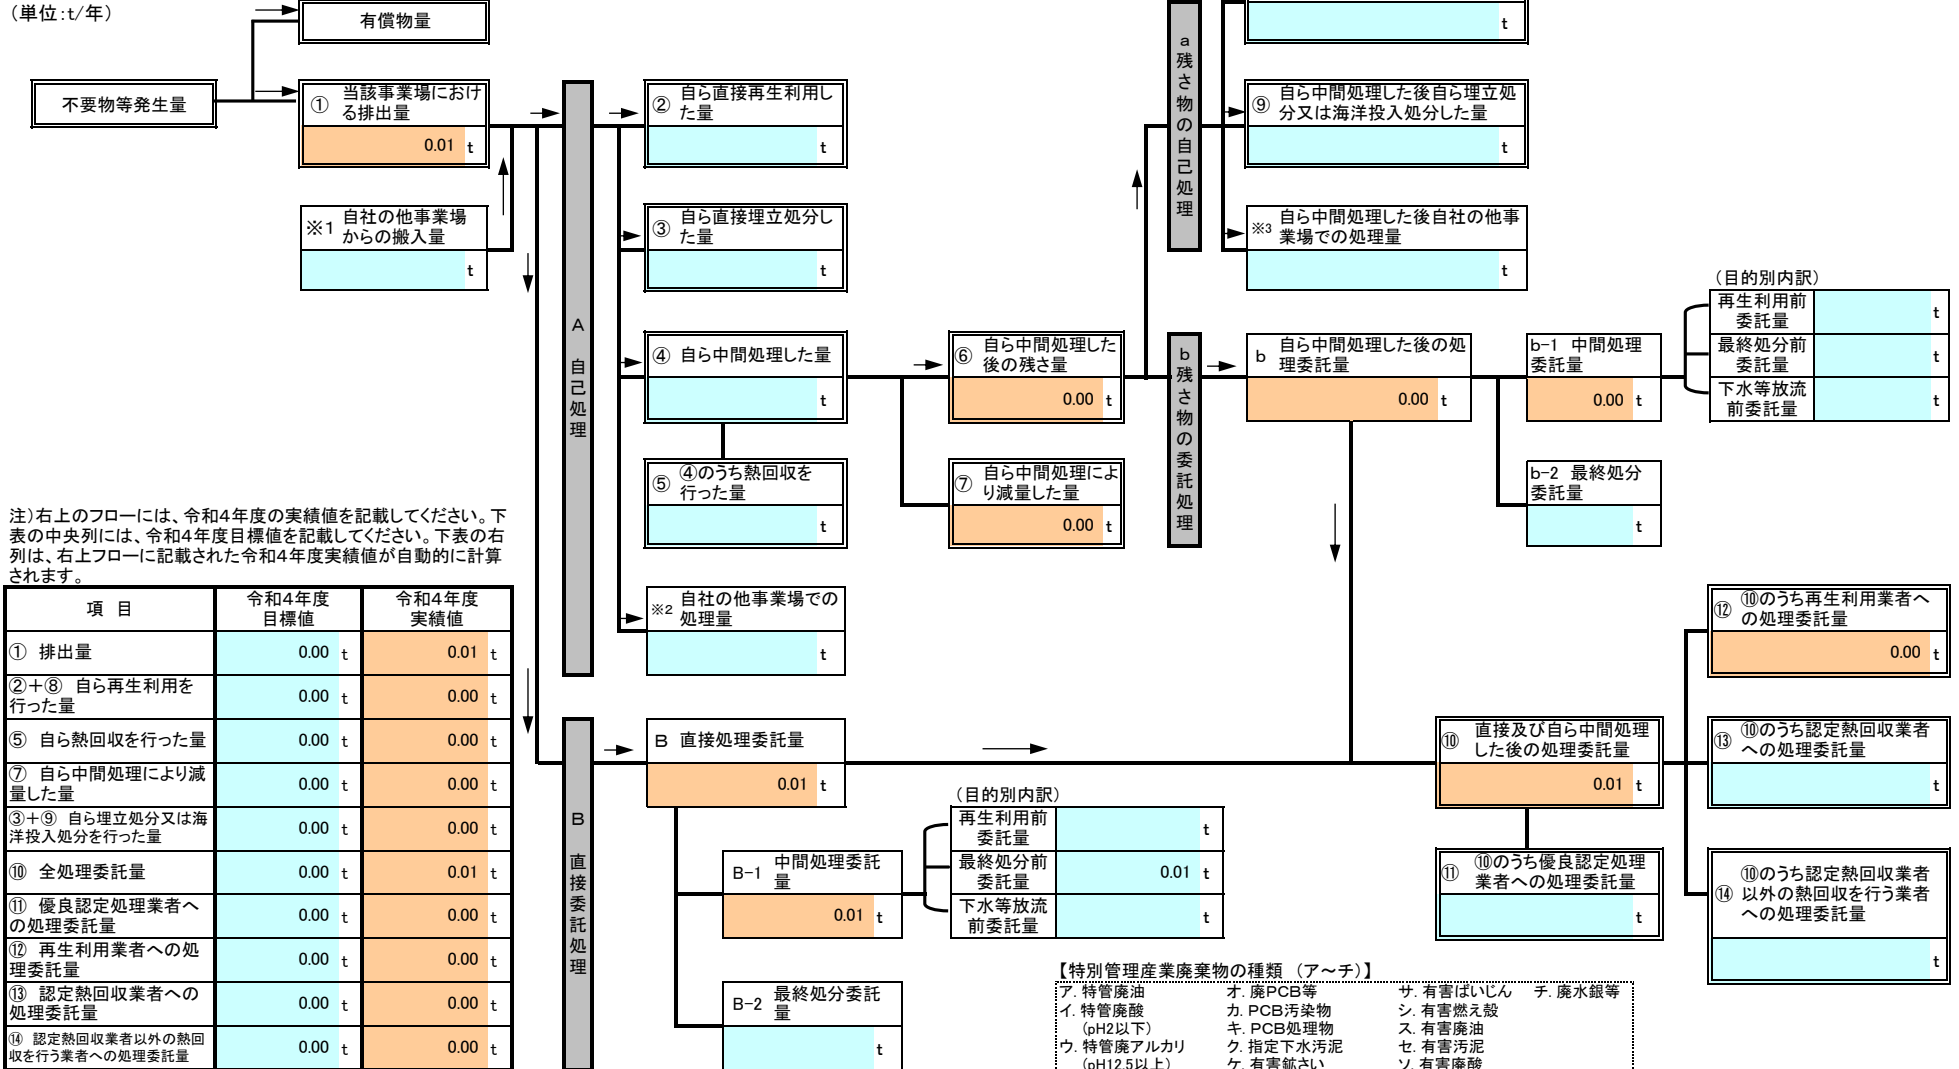 （単位：t/年）
有償物量
不要物等発生量
①
当該事業場におけ
る排出量
0.01 t
※1
自社の他事業場
からの搬入量
t
A 自己処理
②
自ら直接再生利用し
た量
t
③
自ら直接埋立処分し
た量
t
④ 自ら中間処理した量
t
⑤
④のうち熱回収を
行った量
t
※2
自社の他事業場での
処理量
t
⑥
自ら中間処理した
後の残さ量
0.00 t
⑦
自ら中間処理によ
り減量した量
0.00 t
a 残さ物の自己処理
t
⑨
自ら中間処理した後自ら埋立処
分又は海洋投入処分した量
t
※3
自ら中間処理した後自社の他事
業場での処理量
t
b 残さ物の委託処理
b
自ら中間処理した後の処
理委託量
0.00 t
b-1 中間処理
委託量
0.00 t
b-2 最終処分
委託量
t
（目的別内訳）
再生利用前
委託量
t
最終処分前
委託量
t
下水等放流
前委託量
t
注）右上のフローには、令和４年度の実績値を記載してください。下
表の中央列には、令和４年度目標値を記載してください。下表の右
列は、右上フローに記載された令和４年度実績値が自動的に計算
されます。
項 目
令和４年度
目標値
令和４年度
実績値
① 排出量 0.00 t 0.01 t
②＋⑧ 自ら再生利用を
行った量
0.00 t 0.00 t
⑤ 自ら熱回収を行った量 0.00 t 0.00 t
⑦ 自ら中間処理により減
量した量
0.00 t 0.00 t
③＋⑨ 自ら埋立処分又は海
洋投入処分を行った量
0.00 t 0.00 t
⑩ 全処理委託量 0.00 t 0.01 t
⑪ 優良認定処理業者へ
の処理委託量
0.00 t 0.00 t
⑫ 再生利用業者への処
理委託量
0.00 t 0.00 t
⑬ 認定熱回収業者への
処理委託量
0.00 t 0.00 t
⑭ 認定熱回収業者以外の熱回
収を行う業者への処理委託量
0.00 t 0.00 t
B 直接委託処理
B 直接処理委託量
0.01 t
B-1
中間処理委託
量
0.01 t
B-2
最終処分委託
量
t
（目的別内訳）
再生利用前
委託量
t
最終処分前
委託量
0.01 t
下水等放流
前委託量
t
⑩
直接及び自ら中間処理
した後の処理委託量
0.01 t
⑪
⑩のうち優良認定処理
業者への処理委託量
t
⑫
⑩のうち再生利用業者へ
の処理委託量
0.00 t
⑬
⑩のうち認定熱回収業者
への処理委託量
t
⑭
⑩のうち認定熱回収業者
以外の熱回収を行う業者
への処理委託量
t
【特別管理産業廃棄物の種類 （ア～チ）】
ア．特管廃油 オ．廃PCB等 サ．有害ばいじん チ．廃水銀等
イ．特管廃酸 カ．PCB汚染物 シ．有害燃え殻
（pH2以下） キ．PCB処理物 ス．有害廃油
ウ．特管廃アルカリ ク．指定下水汚泥 セ．有害汚泥
（pH12.5以上） ケ．有害鉱さい ソ．有害廃酸